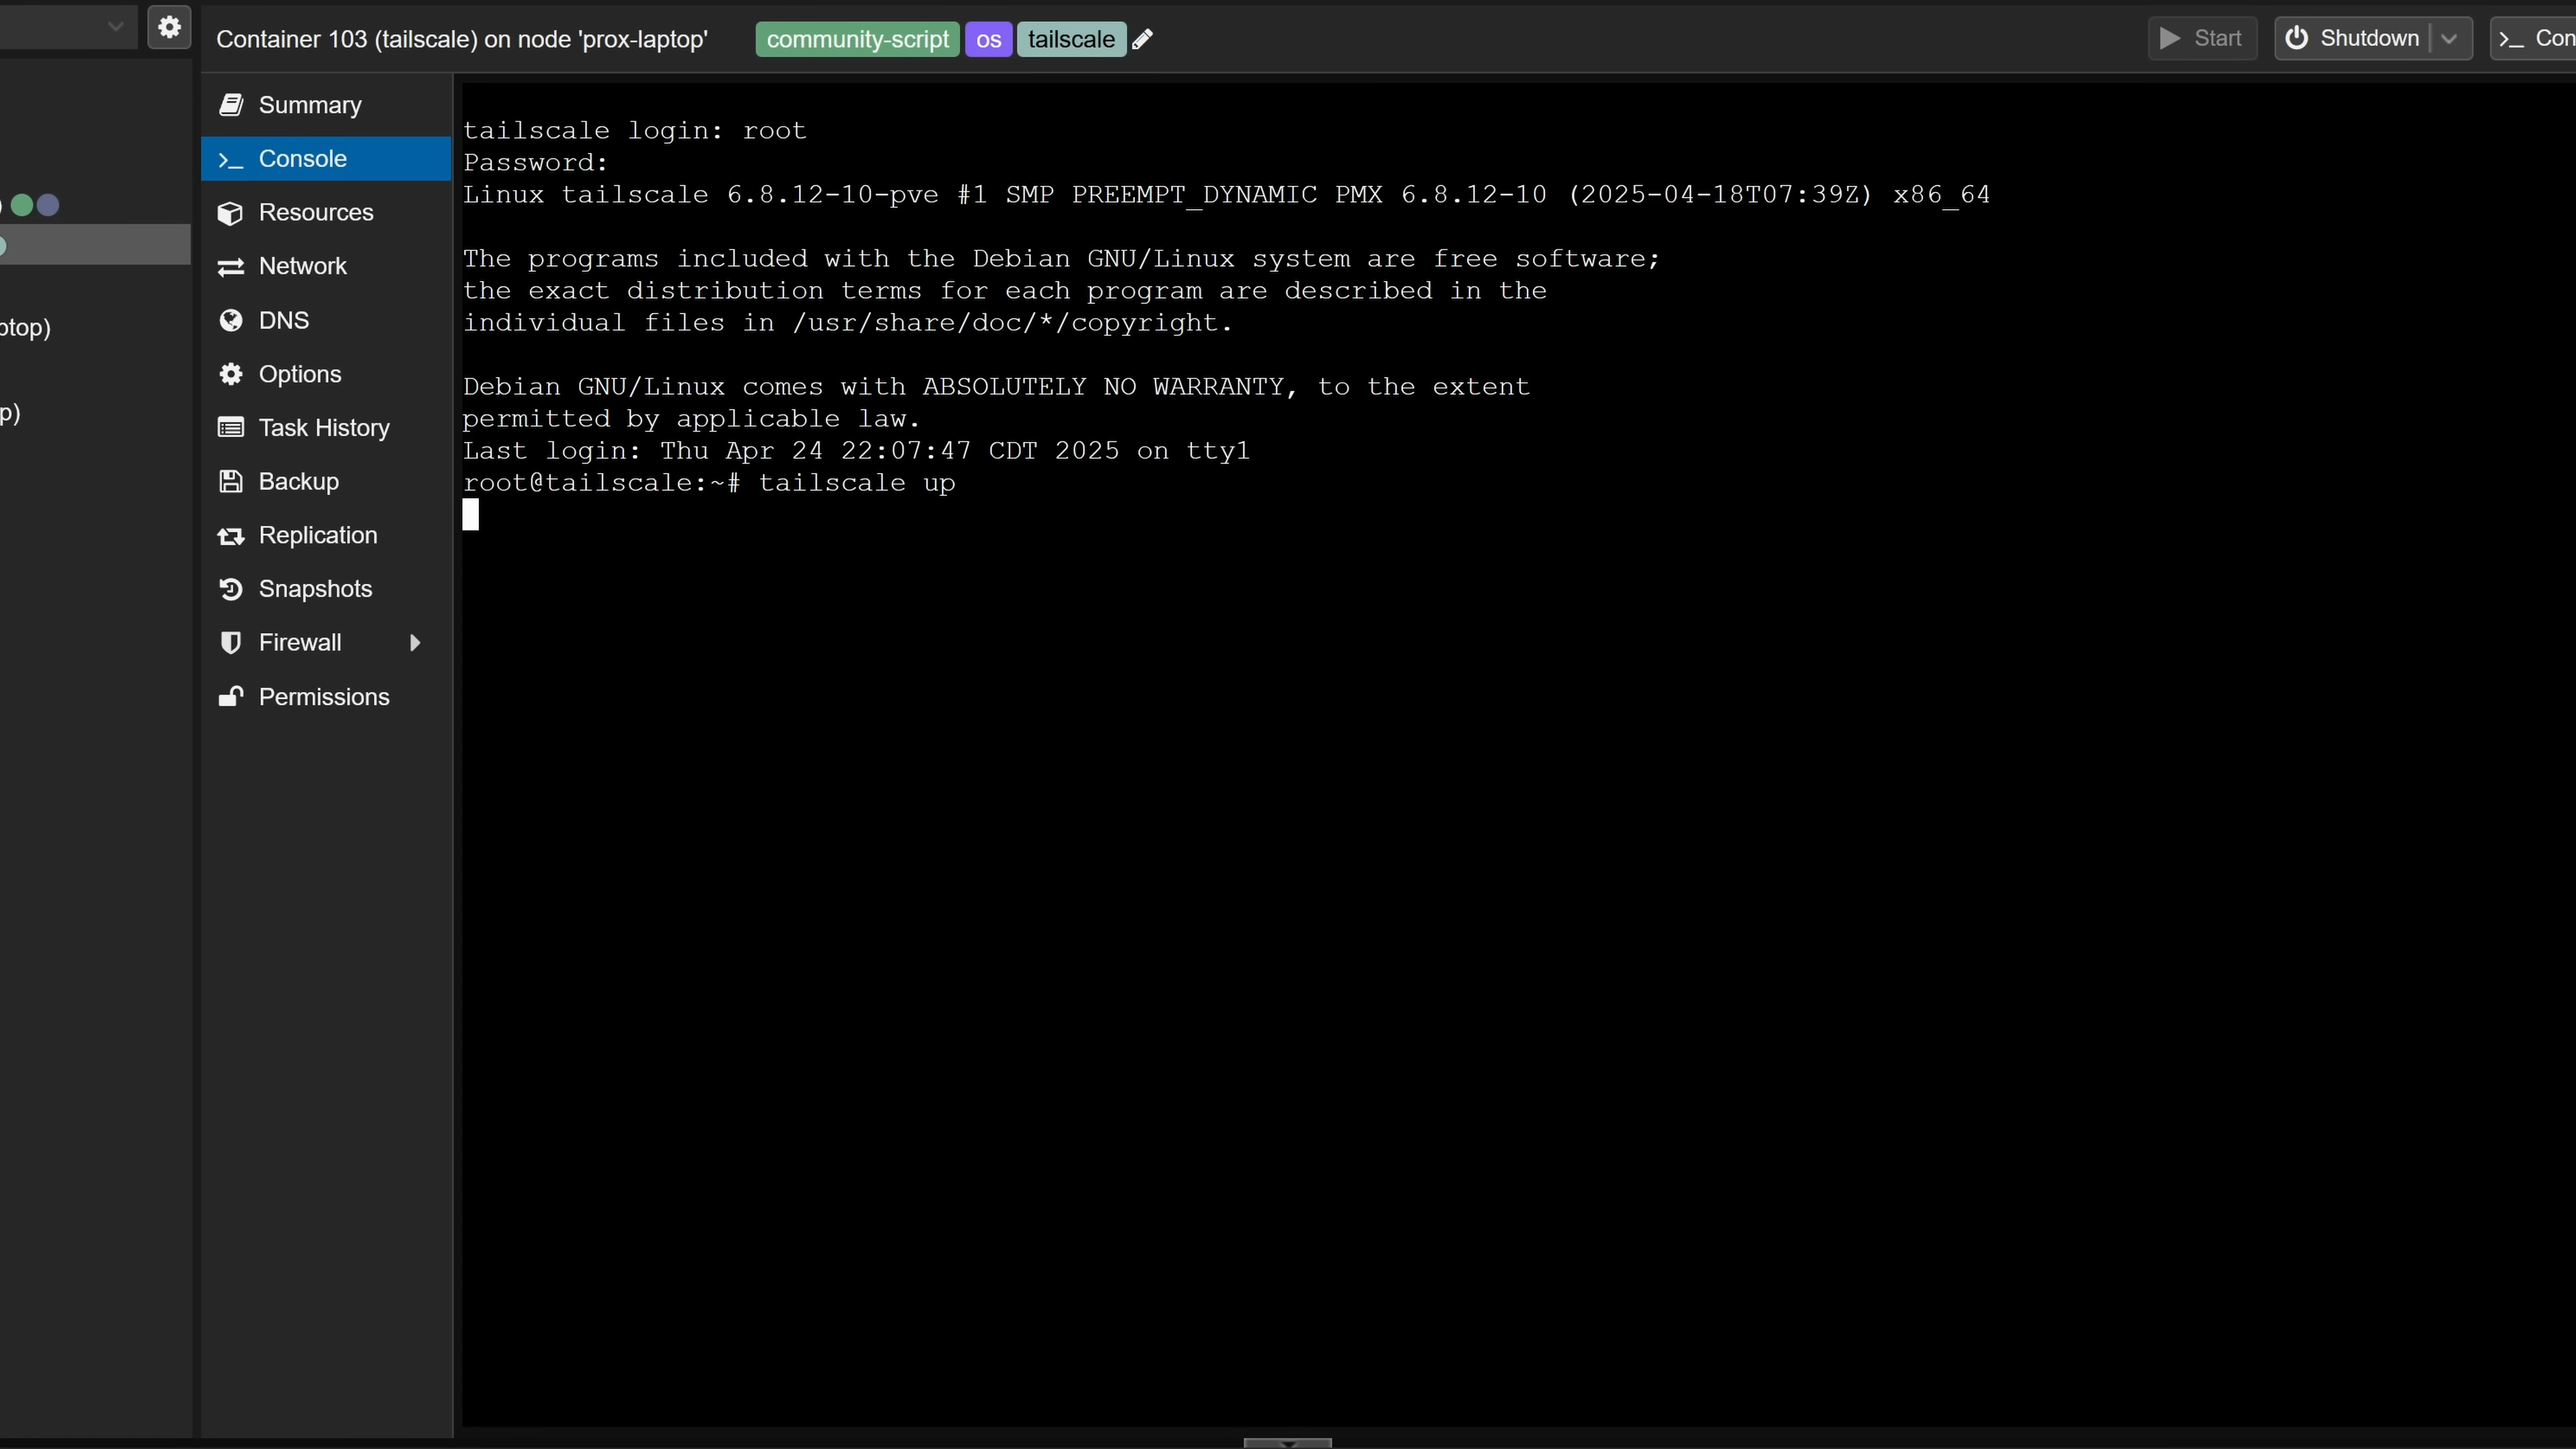 Container 103 (tailscale) on node 'prox-laptop' community-script os tailscale Start Shutdown
Summary
Console
Resources
Network
DNS
ptop)
Options
p)
Task History
Backup
Replication
Snapshots
Firewall
Permissions
tailscale login: root
Password:
Linux tailscale 6.8.12-10-pve #1 SMP PREEMPT_DYNAMIC PMX 6.8.12-10 (2025-04-18T07:39Z) x86_64
The programs included with the Debian GNU/Linux system are free software;
the exact distribution terms for each program are described in the
individual files in /usr/share/doc/*/copyright.
Debian GNU/Linux comes with ABSOLUTELY NO WARRANTY, to the extent
permitted by applicable law.
Last login: Thu Apr 24 22:07:47 CDT 2025 on tty1
root@tailscale:~# tailscale up